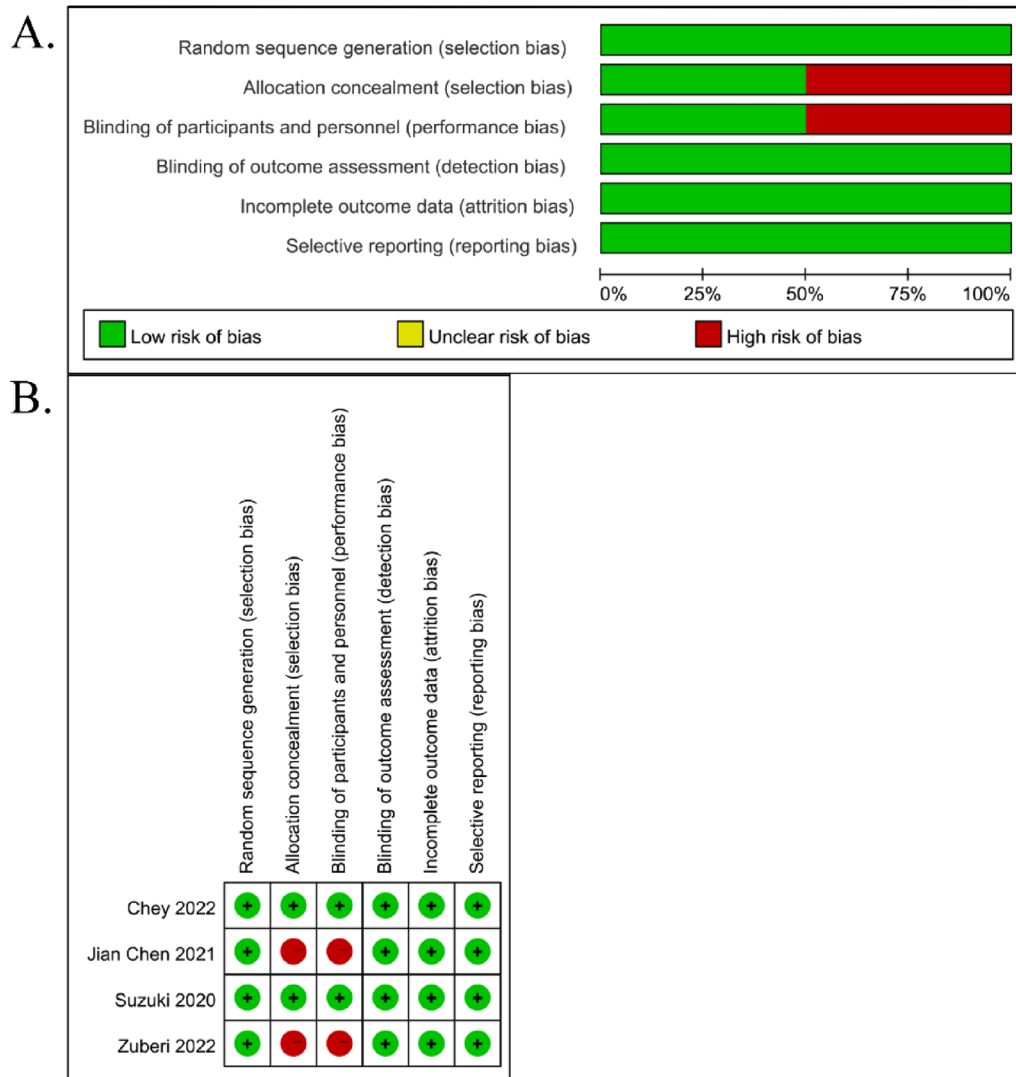 A.
Random sequence generation (selection bias)
Allocation concealment (selection bias)
Blinding of participants and personnel (performance bias)
Blinding of outcome assessment (detection bias)
Incomplete outcome data (attrition bias)
Selective reporting (reporting bias)
0% 25% 50% 75% 100%
Low risk of bias Unclear risk of bias High risk of bias
B.
Random sequence generation (selection bias)
Allocation concealment (selection bias)
Blinding of participants and personnel (performance bias)
Blinding of outcome assessment (detection bias)
Incomplete outcome data (attrition bias)
Selective reporting (reporting bias)
Chey 2022 + + + + + +
Jian Chen 2021 + - - + + +
Suzuki 2020 + + + + + +
Zuberi 2022 + - - + + +